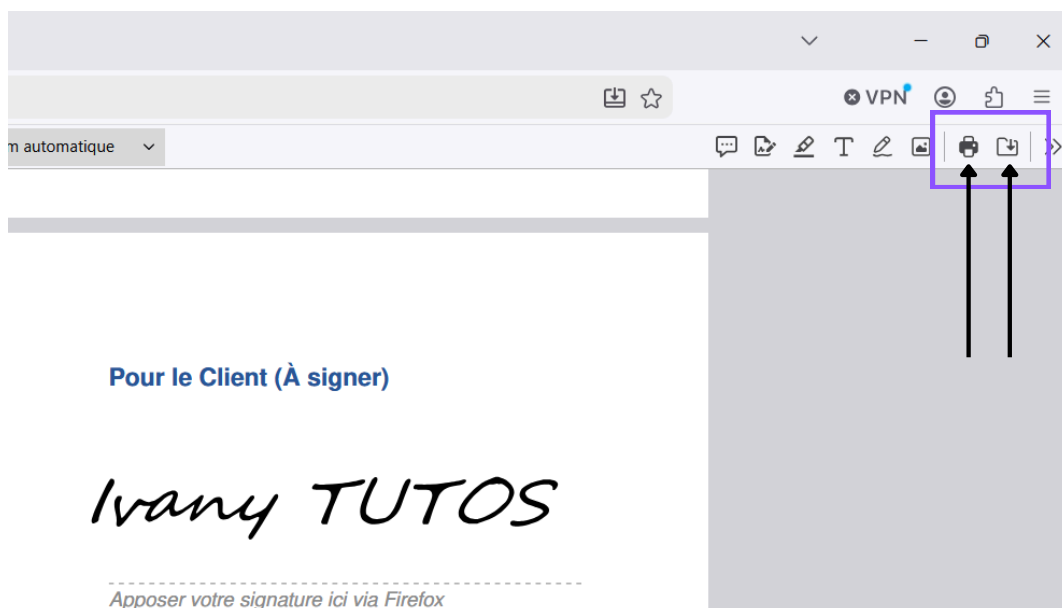 VPN
m automatique
Pour le Client (À signer)
Ivany TUTOS
Apposer votre signature ici via Firefox